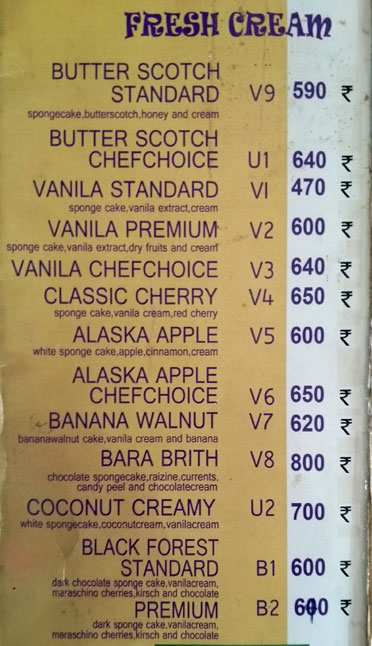 FRESH CREAM
BUTTER SCOTCH
STANDARD V9 590 ₹
spongecake,butterscotch,honey and cream
BUTTER SCOTCH
CHEFCHOICE U1 640 ₹
VANILA STANDARD VI 470 ₹
sponge cake,vanila extract,cream
VANILA PREMIUM V2 600 ₹
sponge cake,vanila extract,dry fruits and cream
VANILA CHEFCHOICE V3 640 ₹
CLASSIC CHERRY V4 650 ₹
sponge cake,vanila cream,red cherry
ALASKA APPLE V5 600 ₹
white sponge cake,apple,cinnamon,cream
ALASKA APPLE
CHEFCHOICE V6 650 ₹
BANANA WALNUT V7 620 ₹
bananawalnut cake,vanila cream and banana
BARA BRITH V8 800 ₹
chocolate spongecake,raizine,currents,
candy peel and chocolatecream
COCONUT CREAMY U2 700 ₹
white spongecake,coconutcream,vanilacream
BLACK FOREST
STANDARD B1 600 ₹
dark chocolate sponge cake,vanilacream,
maraschino cherries,kirsch and chocolate
PREMIUM B2 ₹
dark sponge cake,vanilacream,
maraschino cherries,kirsch and chocolate